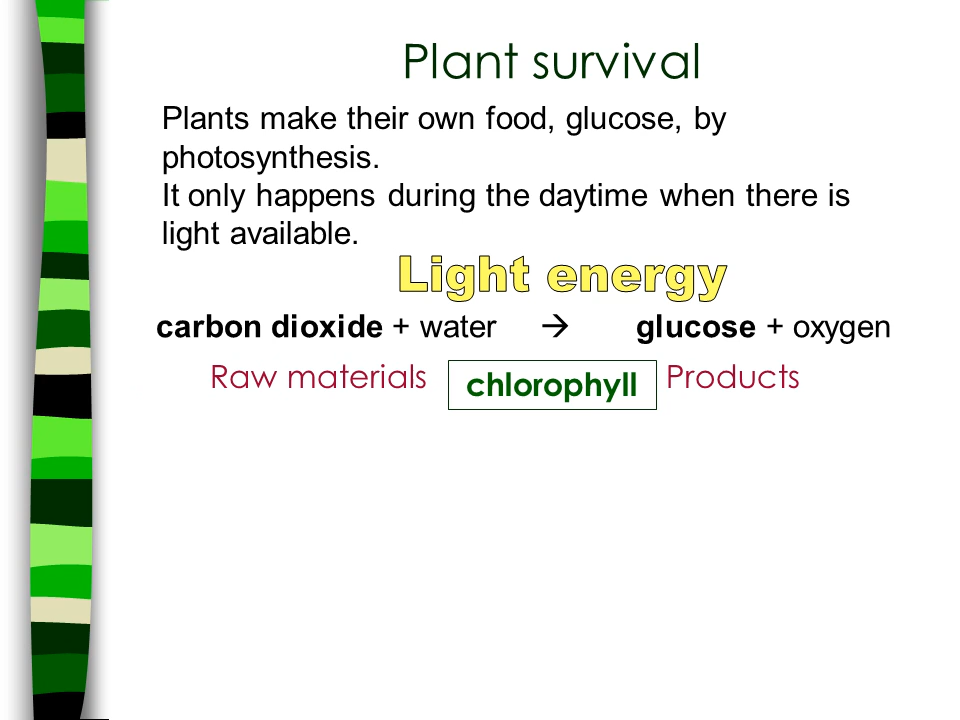 Plant survival
Plants make their own food, glucose, by
photosynthesis.
It only happens during the daytime when there is
light available.
Light energy
carbon dioxide + water → glucose + oxygen
Raw materials chlorophyll Products